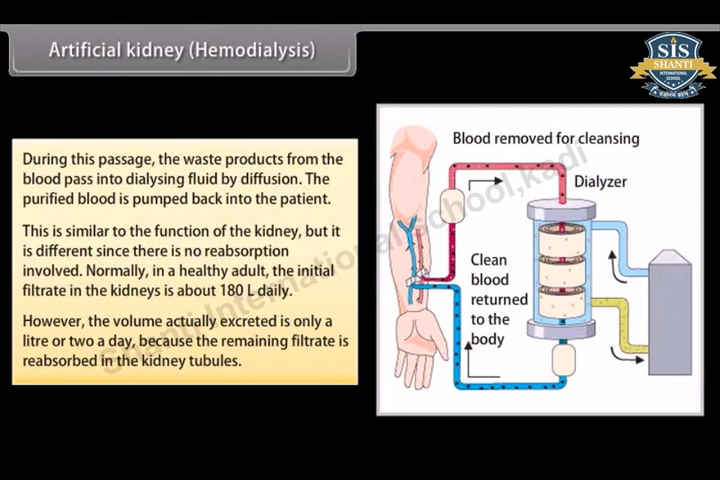 Artificial kidney (Hemodialysis)
SIS
SHANTI
INTERNATIONAL
SCHOOL
During this passage, the waste products from the
blood pass into dialysing fluid by diffusion. The
purified blood is pumped back into the patient.
This is similar to the function of the kidney, but it
is different since there is no reabsorption
involved. Normally, in a healthy adult, the initial
filtrate in the kidneys is about 180 L daily.
However, the volume actually excreted is only a
litre or two a day, because the remaining filtrate is
reabsorbed in the kidney tubules.
Blood removed for cleansing
Dialyzer
Clean
blood
returned
to the
body
Shanti International school,kadi